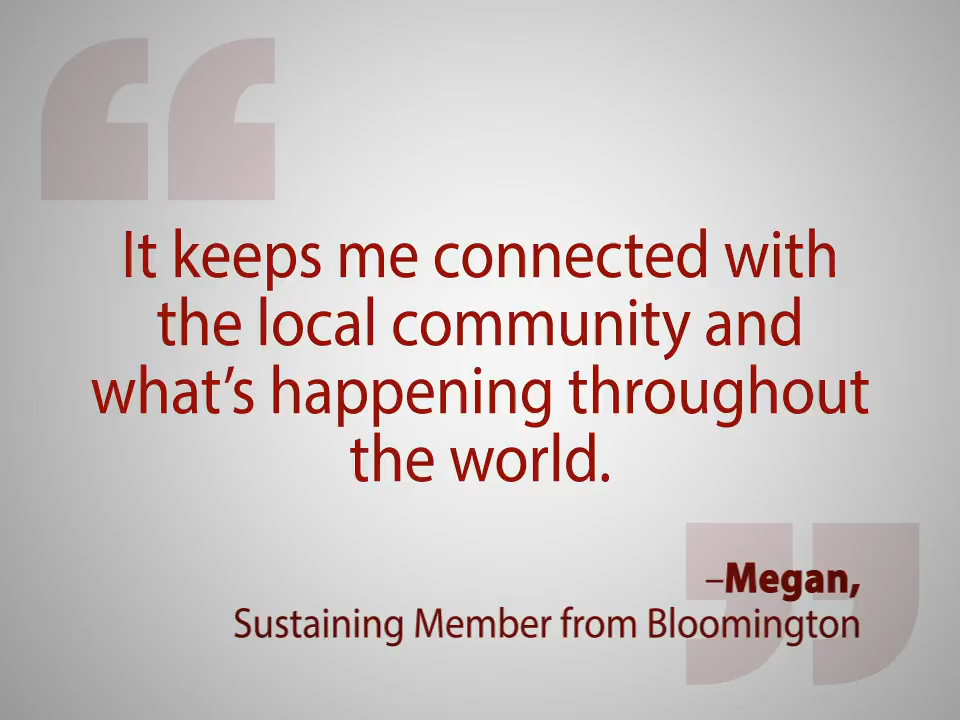 It keeps me connected with
the local community and
what’s happening throughout
the world.
–Megan,
Sustaining Member from Bloomington